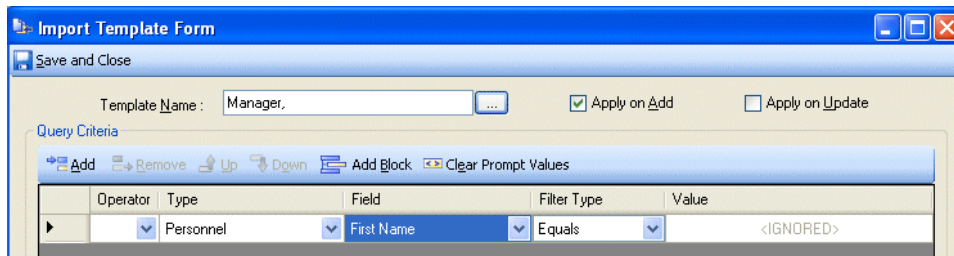 Import Template Form
Save and Close
Template Name : Manager, ... Apply on Add Apply on Update
Query Criteria
Add Remove Up Down Add Block Clear Prompt Values
Operator Type Field Filter Type Value
Personnel First Name Equals <IGNORED>